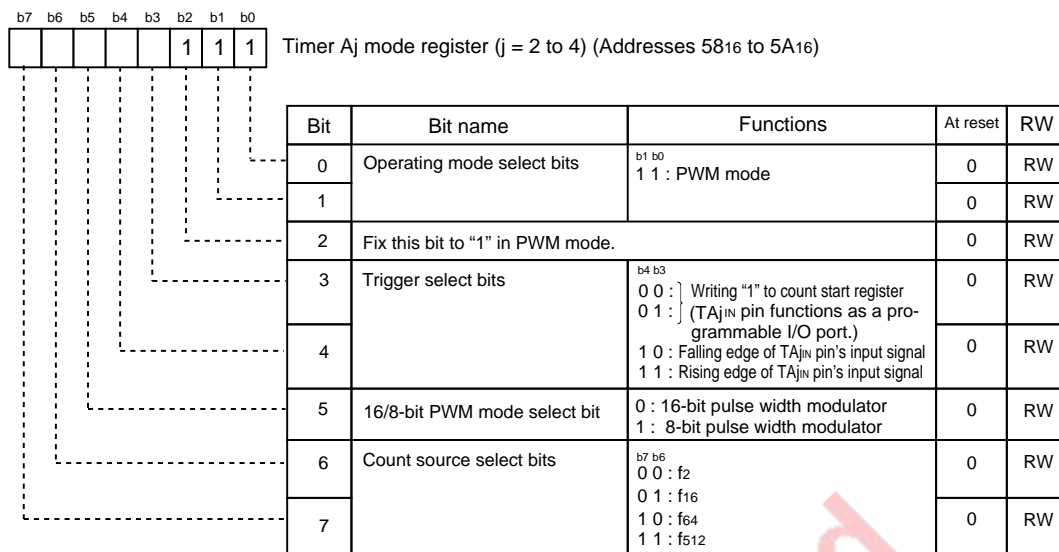 b7 b6 b5 b4 b3 b2 b1 b0
1 1 1
Timer Aj mode register (j = 2 to 4) (Addresses 5816 to 5A16)
Bit Bit name Functions At reset RW
0 Operating mode select bits b1 b0 0 RW
1 1 : PWM mode
1 0 RW
2 Fix this bit to “1” in PWM mode. 0 RW
3 Trigger select bits b4 b3 0 RW
0 0 : Writing “1” to count start register
0 1 : (TAjIN pin functions as a pro-
grammable I/O port.)
4 1 0 : Falling edge of TAjIN pin’s input signal 0 RW
1 1 : Rising edge of TAjIN pin’s input signal
5 16/8-bit PWM mode select bit 0 : 16-bit pulse width modulator 0 RW
1 : 8-bit pulse width modulator
6 Count source select bits b7 b6 0 RW
0 0 : f2
0 1 : f16
7 1 0 : f64 0 RW
1 1 : f512